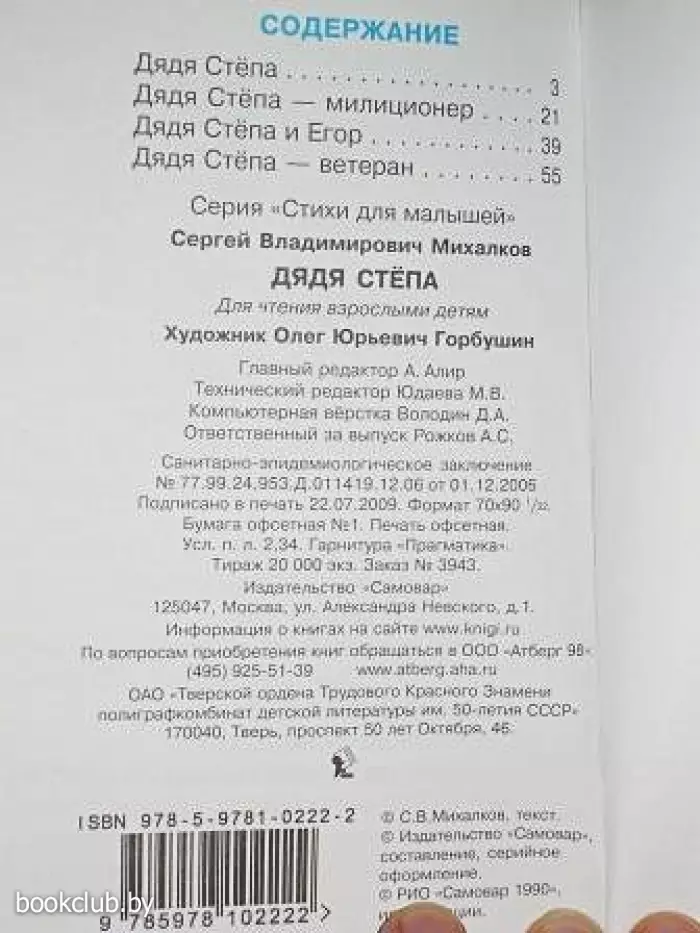 СОДЕРЖАНИЕ
Дядя Стёпа . . . . . . . . . . . . . . . . . 3
Дядя Стёпа — милиционер . . . . 21
Дядя Стёпа и Егор . . . . . . . . . . . 39
Дядя Стёпа — ветеран . . . . . . . . 55
Серия «Стихи для малышей»
Сергей Владимирович Михалков
ДЯДЯ СТЁПА
Для чтения взрослыми детям
Художник Олег Юрьевич Горбушин
Главный редактор А. Алир
Технический редактор Юдаева М.В.
Компьютерная вёрстка Володин Д.А.
Ответственный за выпуск Рожков А.С.
Санитарно-эпидемиологическое заключение
№ 77.99.24.953.Д.011419.12.06 от 01.12.2006
Подписано в печать 22.07.2009. Формат 70х90 1/32.
Бумага офсетная №1. Печать офсетная.
Усл. п. л. 2,34. Гарнитура «Прагматика».
Тираж 20 000 экз. Заказ № 3943.
Издательство «Самовар»
125047, Москва, ул. Александра Невского, д.1.
Информация о книгах на сайте www.knigi.ru
По вопросам приобретения книг обращаться в ООО «Атберг 98»
(495) 925-51-39 www.atberg.aha.ru
ОАО «Тверской ордена Трудового Красного Знамени
полиграфкомбинат детской литературы им. 50-летия СССР»
170040, Тверь, проспект 50 лет Октября, 46.
ISBN 978-5-9781-0222-2
9 785978 102222 >
© С.В.Михалков, текст.
© Издательство «Самовар»,
составление, серийное
оформление.
© РИО «Самовар 1990»,
bookclub.by